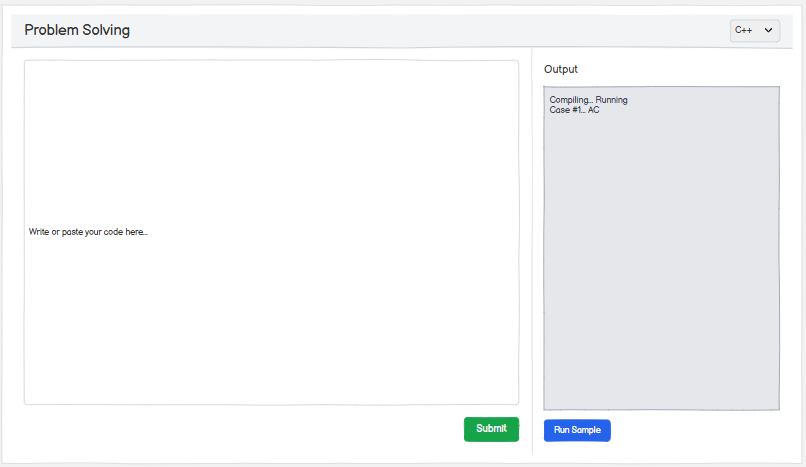 Problem Solving
C++
Output
Compiling... Running
Case #1... AC
Write or paste your code here...
Submit
Run Sample